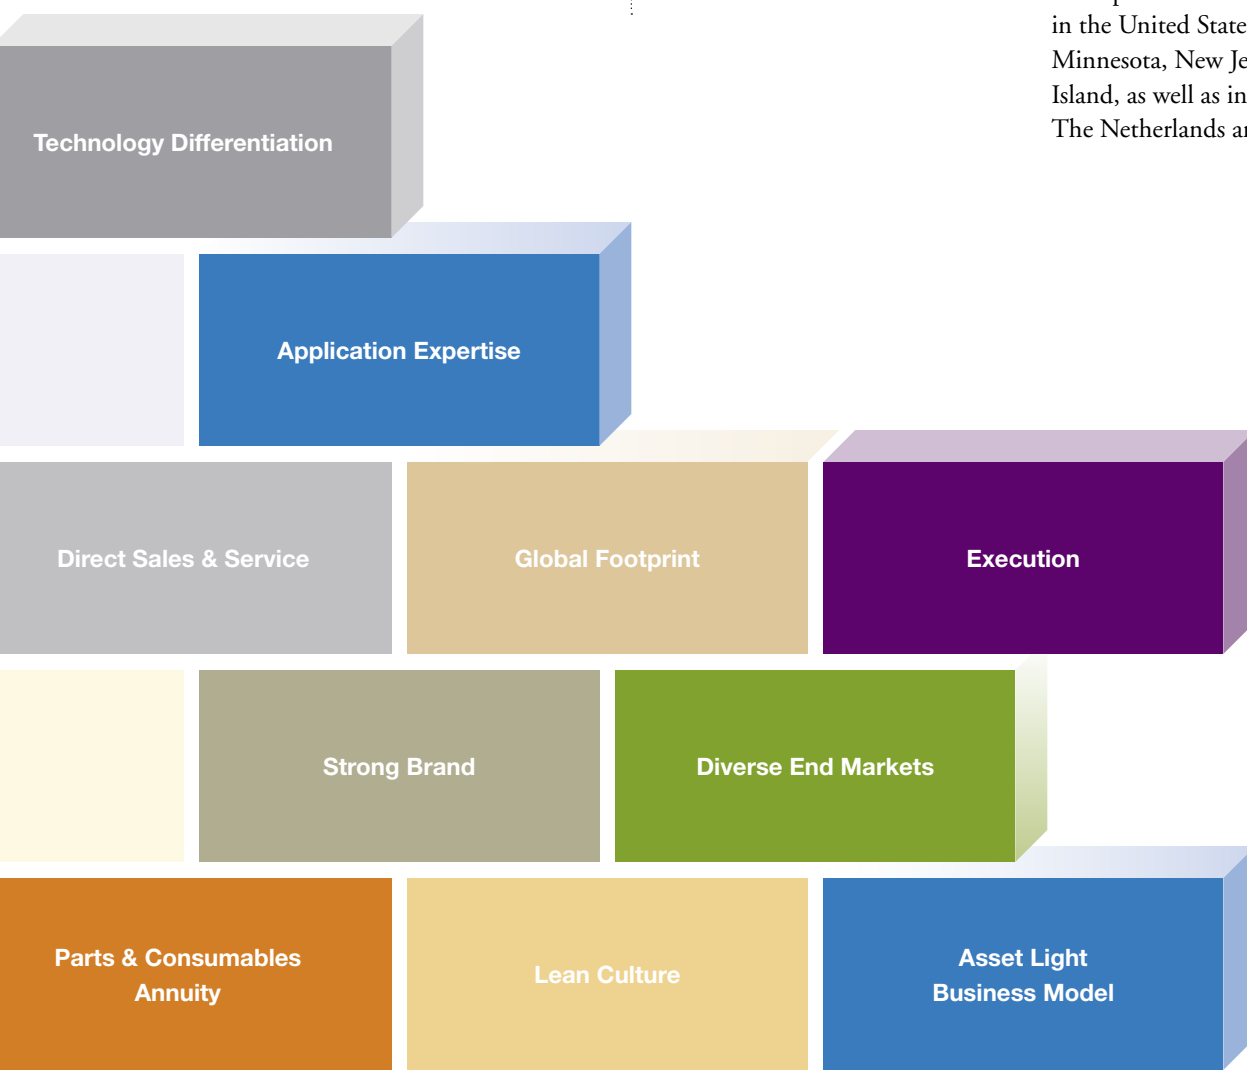 in the United State
Minnesota, New Je
Island, as well as in
The Netherlands ar
Technology Differentiation
Application Expertise
Direct Sales & Service
Global Footprint
Execution
Strong Brand
Diverse End Markets
Parts & Consumables
Annuity
Lean Culture
Asset Light
Business Model